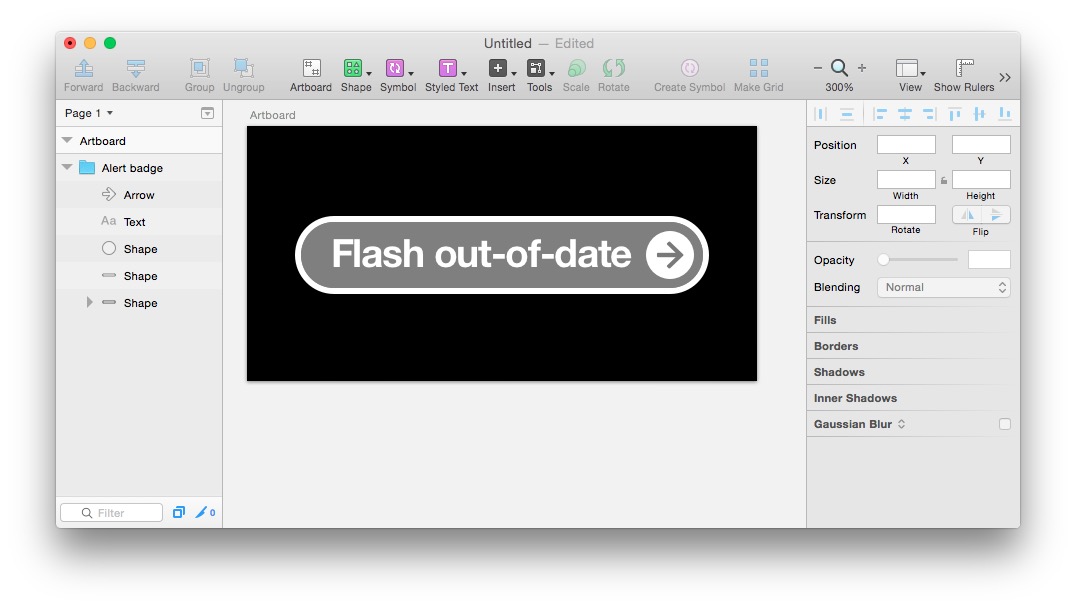 Untitled — Edited
Forward Backward Group Ungroup Artboard Shape Symbol Styled Text Insert Tools Scale Rotate Create Symbol Make Grid 300% View Show Rulers
Page 1
Artboard
Alert badge
Arrow
Aa Text
Shape
Shape
Shape
Filter
0
Artboard
Flash out-of-date
Position
X Y
Size
Width Height
Transform
Rotate Flip
Opacity
Blending Normal
Fills
Borders
Shadows
Inner Shadows
Gaussian Blur